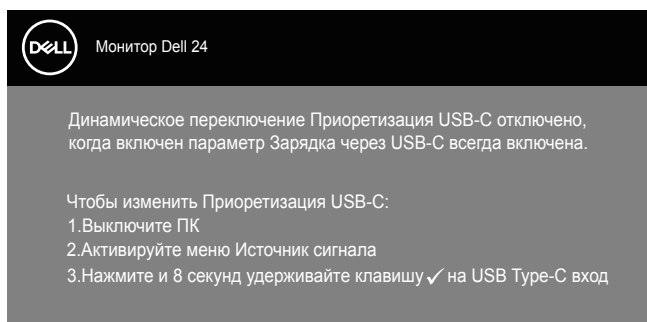 DELL
Монитор Dell 24
Динамическое переключение Приоретизация USB-C отключено,
когда включен параметр Зарядка через USB-C всегда включена.
Чтобы изменить Приоретизация USB-C:
1.Выключите ПК
2.Активируйте меню Источник сигнала
3.Нажмите и 8 секунд удерживайте клавишу ✓ на USB Type-C вход